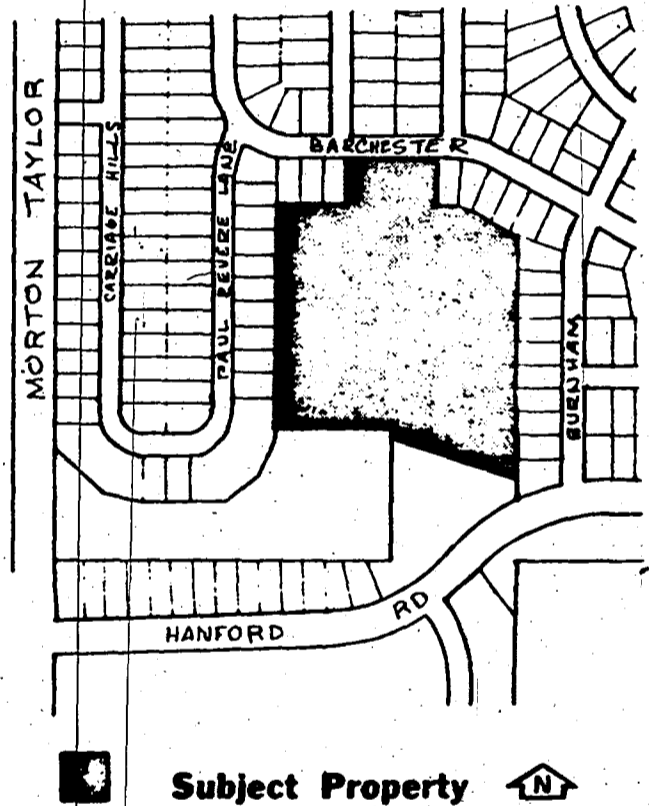 MORTON TAYLOR
CARRIAGE HILLS
PAUL REVERE LANE
BARCHESTER
BURNHAM
HANFORD RD
Subject Property
N